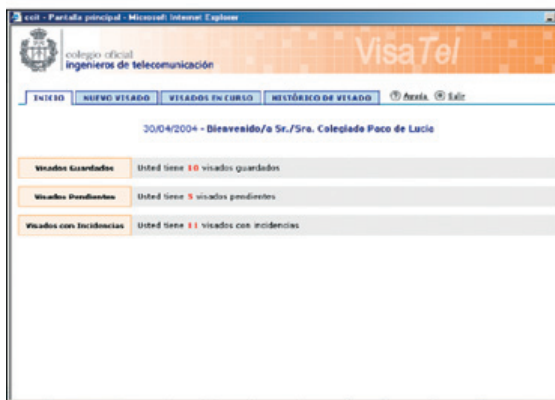 coit - Pantalla principal - Microsoft Internet Explorer
colegio oficial
ingenieros de telecomunicación
VisaTel
INICIO NUEVO VISADO VISADOS EN CURSO HISTÓRICO DE VISADO ? Ayuda Salir
30/04/2004 - Bienvenido/a Sr./Sra. Colegiado Paco de Lucia
Visados Guardados Usted tiene 10 visados guardados
Visados Pendientes Usted tiene 5 visados pendientes
Visados con Incidencias Usted tiene 11 visados con incidencias